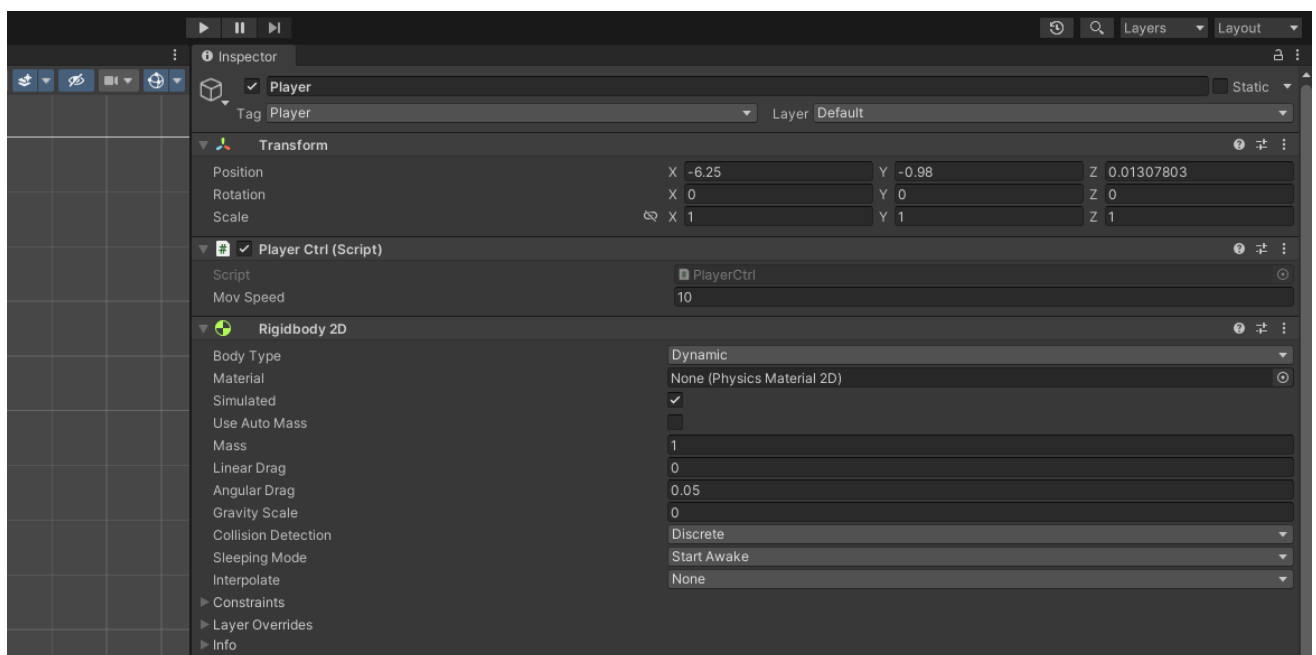 Layers Layout
Inspector
Player Static
Tag Player Layer Default
Transform
Position X -6.25 Y -0.98 Z 0.01307803
Rotation X 0 Y 0 Z 0
Scale X 1 Y 1 Z 1
# Player Ctrl (Script)
Script PlayerCtrl
Mov Speed 10
Rigidbody 2D
Body Type Dynamic
Material None (Physics Material 2D)
Simulated
Use Auto Mass
Mass 1
Linear Drag 0
Angular Drag 0.05
Gravity Scale 0
Collision Detection Discrete
Sleeping Mode Start Awake
Interpolate None
Constraints
Layer Overrides
Info